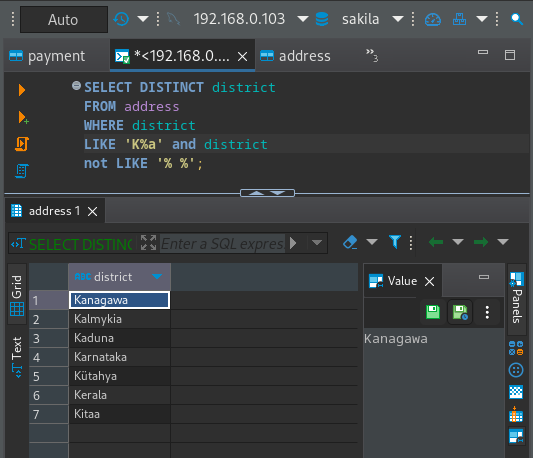 Auto 192.168.0.103 sakila
payment *<192.168.0.... address »3
SELECT DISTINCT district
FROM address
WHERE district
LIKE 'K%a' and district
not LIKE '% %';
address 1
SELECT DISTINC Enter a SQL expres
Grid
Text
district
1 Kanagawa
2 Kalmykia
3 Kaduna
4 Karnataka
5 Kütahya
6 Kerala
7 Kitaa
Value
Kanagawa
Panels